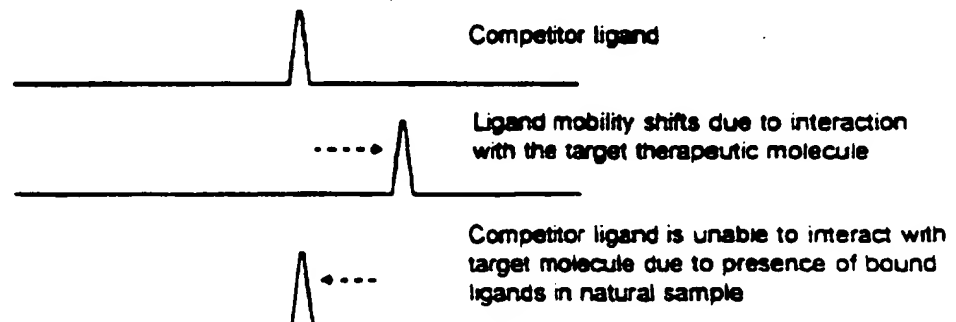 Competitor ligand
Ligand mobility shifts due to interaction
with the target therapeutic molecule
Competitor ligand is unable to interact with
target molecule due to presence of bound
ligands in natural sample